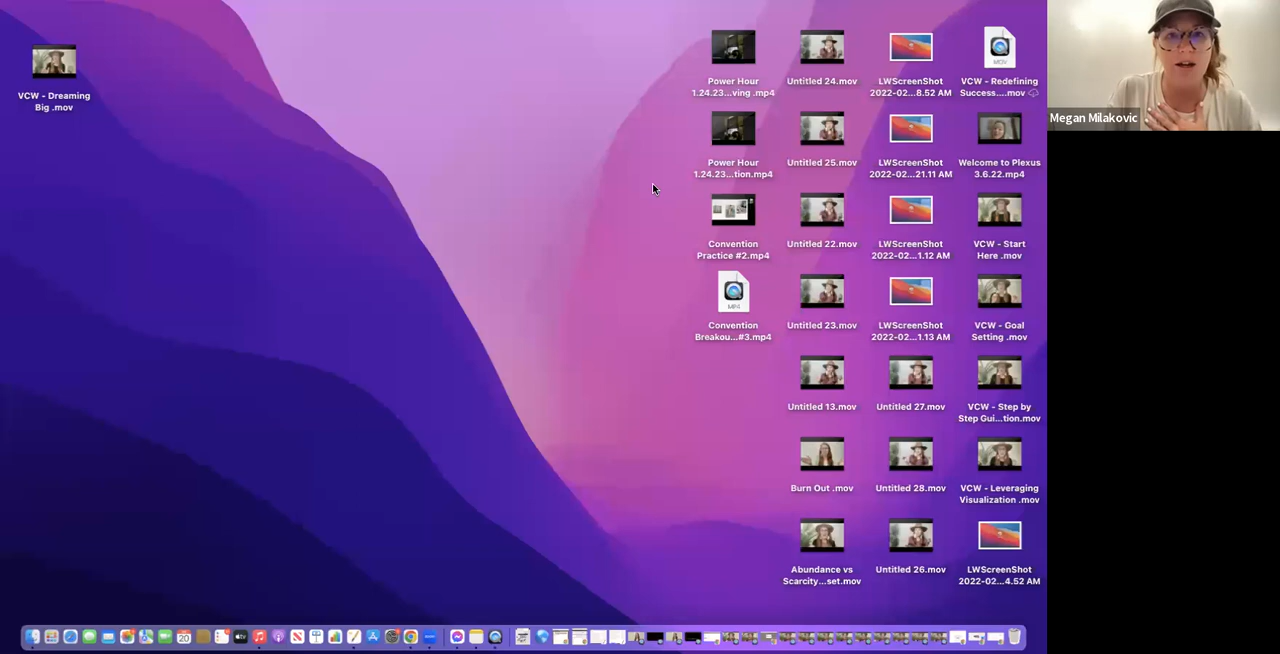 VCW - Dreaming
Big .mov
Power Hour
1.24.23...ving .mp4
Untitled 24.mov
LWScreenShot
2022-02...8.52 AM
MOV
VCW - Redefining
Success....mov
Power Hour
1.24.23...tion.mp4
Untitled 25.mov
LWScreenShot
2022-02...21.11 AM
Welcome to Plexus
3.6.22.mp4
Convention
Practice #2.mp4
Untitled 22.mov
LWScreenShot
2022-02...1.12 AM
VCW - Start
Here .mov
Convention
Breakou...#3.mp4
Untitled 23.mov
LWScreenShot
2022-02...1.13 AM
VCW - Goal
Setting .mov
Untitled 13.mov
Untitled 27.mov
VCW - Step by
Step Gui...tion.mov
Burn Out .mov
Untitled 28.mov
VCW - Leveraging
Visualization .mov
Abundance vs
Scarcity...set.mov
Untitled 26.mov
LWScreenShot
2022-02...4.52 AM
Megan Milakovic
20
tv